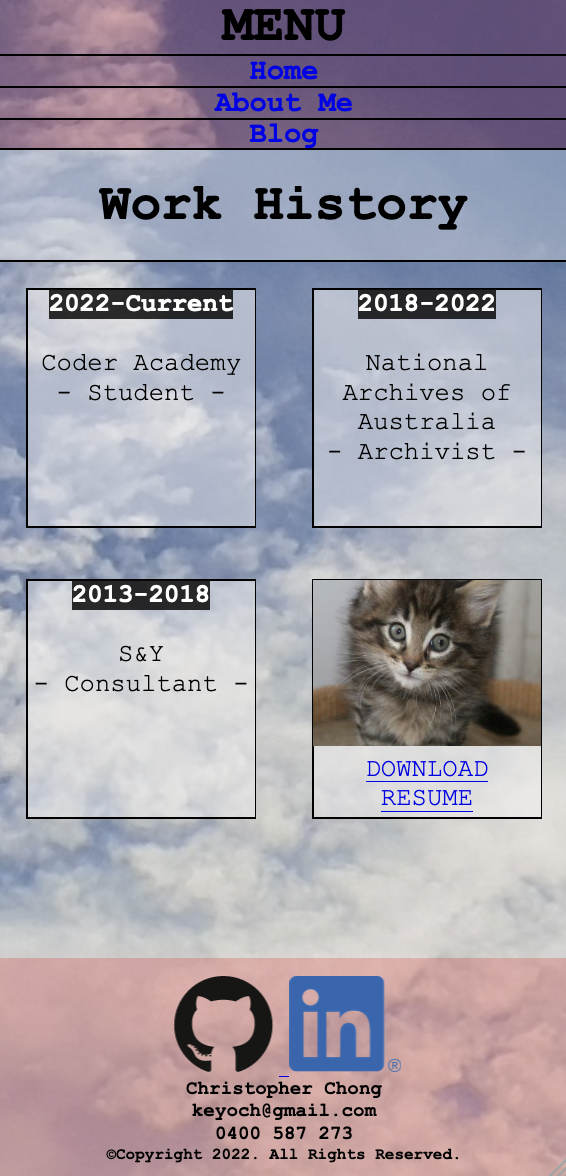 MENU
Home
About Me
Blog
Work History
2022-Current
Coder Academy
- Student -
2018-2022
National
Archives of
Australia
- Archivist -
2013-2018
S&Y
- Consultant -
DOWNLOAD
RESUME
in®
Christopher Chong
keyoch@gmail.com
0400 587 273
©Copyright 2022. All Rights Reserved.